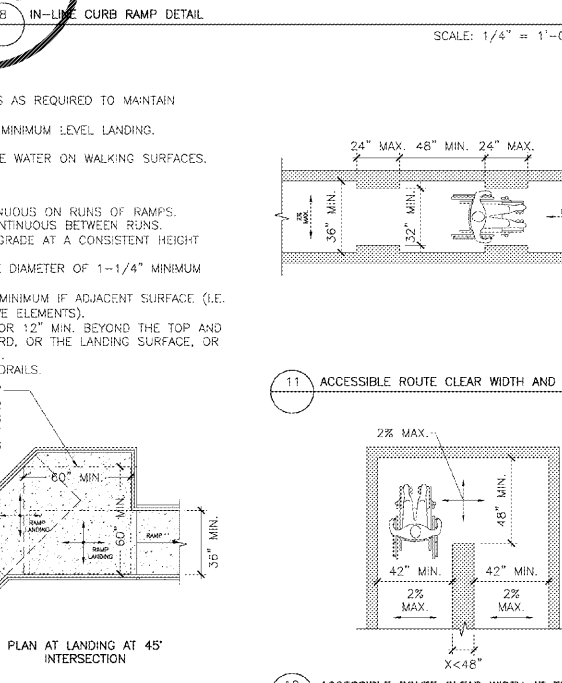 8 IN-LINE CURB RAMP DETAIL
SCALE: 1/4" = 1'-0
S AS REQUIRED TO MAINTAIN
MINIMUM LEVEL LANDING.
E WATER ON WALKING SURFACES.
NUOUS ON RUNS OF RAMPS.
NTINUOUS BETWEEN RUNS.
GRADE AT A CONSISTENT HEIGHT
E DIAMETER OF 1-1/4" MINIMUM
MINIMUM IF ADJACENT SURFACE (I.E.
VE ELEMENTS).
OR 12" MIN. BEYOND THE TOP AND
RD, OR THE LANDING SURFACE, OR
DRAILS.
24" MAX. 48" MIN. 24" MAX.
2% MAX.
36" MIN.
32" MIN.
11 ACCESSIBLE ROUTE CLEAR WIDTH AND
60" MIN.
60" MIN.
RAMP
LANDING
RAMP
LANDING
RAMP
36" MIN.
PLAN AT LANDING AT 45°
INTERSECTION
2% MAX.
48" MIN.
42" MIN. 42" MIN.
2% 2%
MAX. MAX.
X<48"